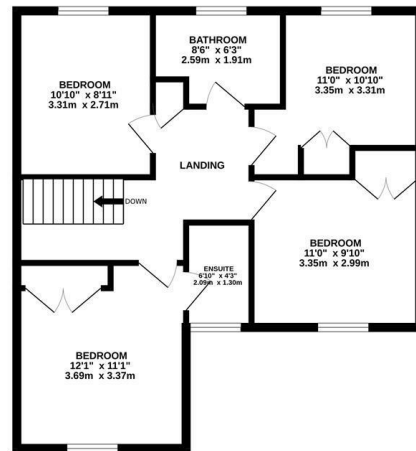 BATHROOM
8'6" x 6'3"
2.59m x 1.91m
BEDROOM
10'10" x 8'11"
3.31m x 2.71m
BEDROOM
11'0" x 10'10"
3.35m x 3.31m
LANDING
DOWN
BEDROOM
11'0" x 9'10"
3.35m x 2.99m
ENSUITE
6'10" x 4'3"
2.09m x 1.30m
BEDROOM
12'1" x 11'1"
3.69m x 3.37m